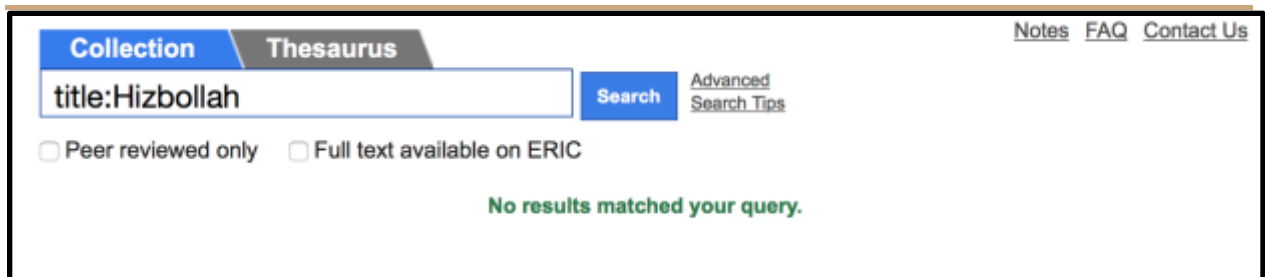 Notes FAQ Contact Us
Collection Thesaurus
title:Hizbollah
Search
Advanced
Search Tips
Peer reviewed only Full text available on ERIC
No results matched your query.